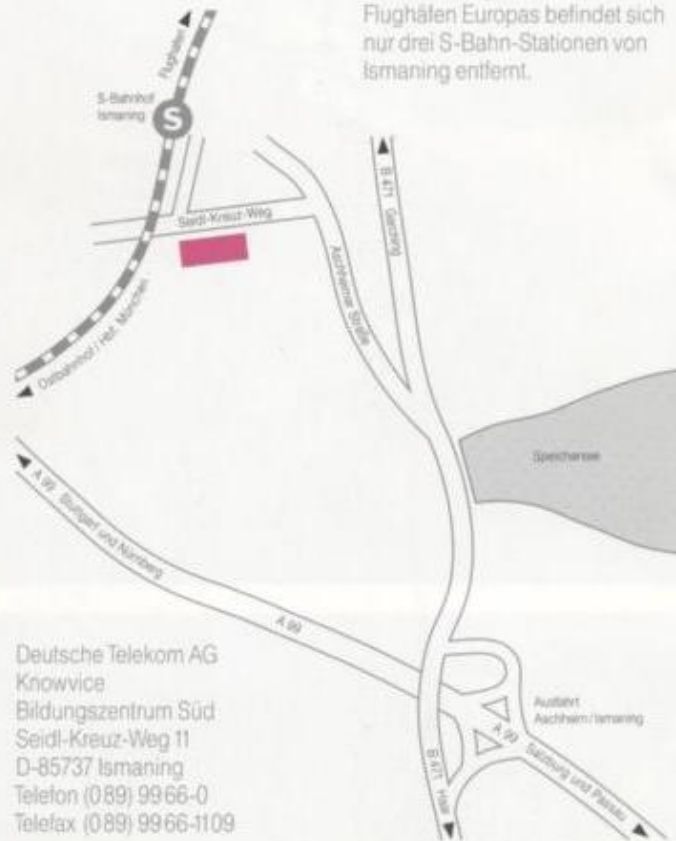 Flughäfen Europas befindet sich
nur drei S-Bahn-Stationen von
Ismaning entfernt.
Flughafen
S-Bahnhof
Ismaning
S
Seidl-Kreuz-Weg
B 471 Garching
Aschheimer Straße
Ostbahnhof / Hbf. München
Speichersee
A 99 Stuttgart und Nürnberg
A 99
Deutsche Telekom AG
Knowvice
Bildungszentrum Süd
Seidl-Kreuz-Weg 11
D-85737 Ismaning
Telefon (089) 9966-0
Telefax (089) 9966-1109
Ausfahrt
Aschheim/Ismaning
A 99 Salzburg und Passau
B 471 Haar